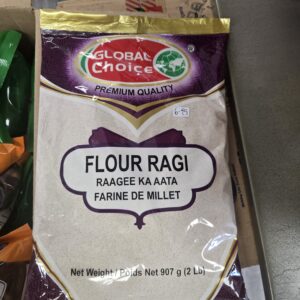 GLOBAL
Choice
PREMIUM QUALITY
FLOUR RAGI
RAAGEE KA AATA
FARINE DE MILLET
Net Weight / Poids Net 907 g (2 Lb)